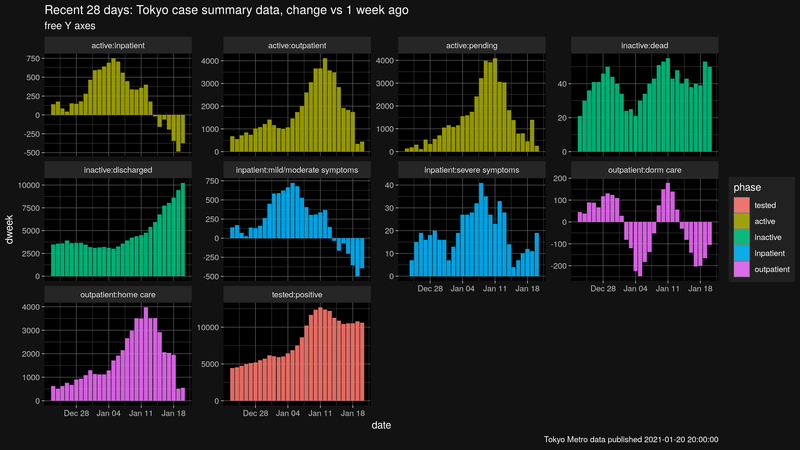 Recent 28 days: Tokyo case summary data, change vs 1 week ago
free Y axes
active:inpatient
active:outpatient
active:pending
inactive:dead
750
500
250
0
250
-500
4000
3000
2000
1000
0
4000
3000
2000
1000
0
40
20
0
inactive:discharged
inpatient:mild/moderate symptoms
inpatient:severe symptoms
outpatient:dorm care
10000
7500
5000
2500
0
750
500
250
0
-250
-500
40
30
20
10
0
200
100
0
-100
-200
Dec 28 Jan 04 Jan 11 Jan 18
Dec 28 Jan 04 Jan 11 Jan 18
outpatient:home care
tested:positive
4000
3000
2000
1000
0
10000
5000
0
Dec 28 Jan 04 Jan 11 Jan 18
Dec 28 Jan 04 Jan 11 Jan 18
dweek
date
phase
tested
active
inactive
inpatient
outpatient
Tokyo Metro data published 2021-01-20 20:00:00